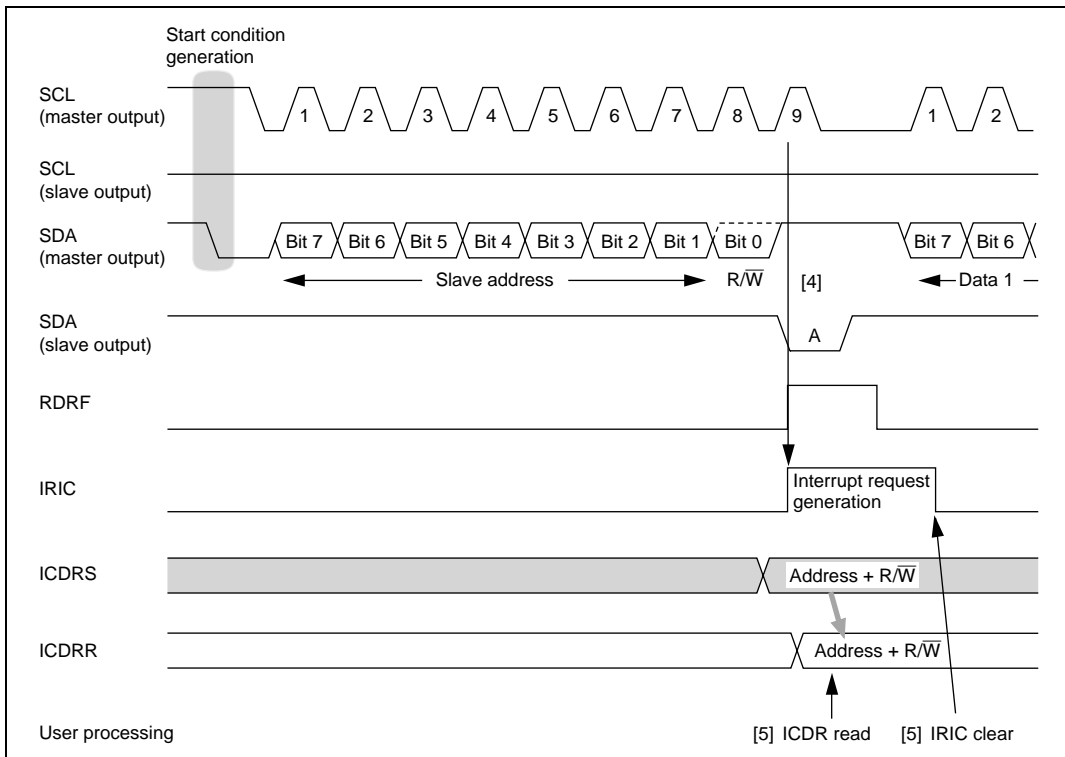 Start condition
generation
SCL
(master output)
1 2 3 4 5 6 7 8 9 1 2
SCL
(slave output)
SDA
(master output)
Bit 7 Bit 6 Bit 5 Bit 4 Bit 3 Bit 2 Bit 1 Bit 0 Bit 7 Bit 6
Slave address R/W̅ [4] Data 1
SDA
(slave output)
A
RDRF
IRIC
Interrupt request
generation
ICDRS
Address + R/W̅
ICDRR
Address + R/W̅
User processing
[5] ICDR read
[5] IRIC clear